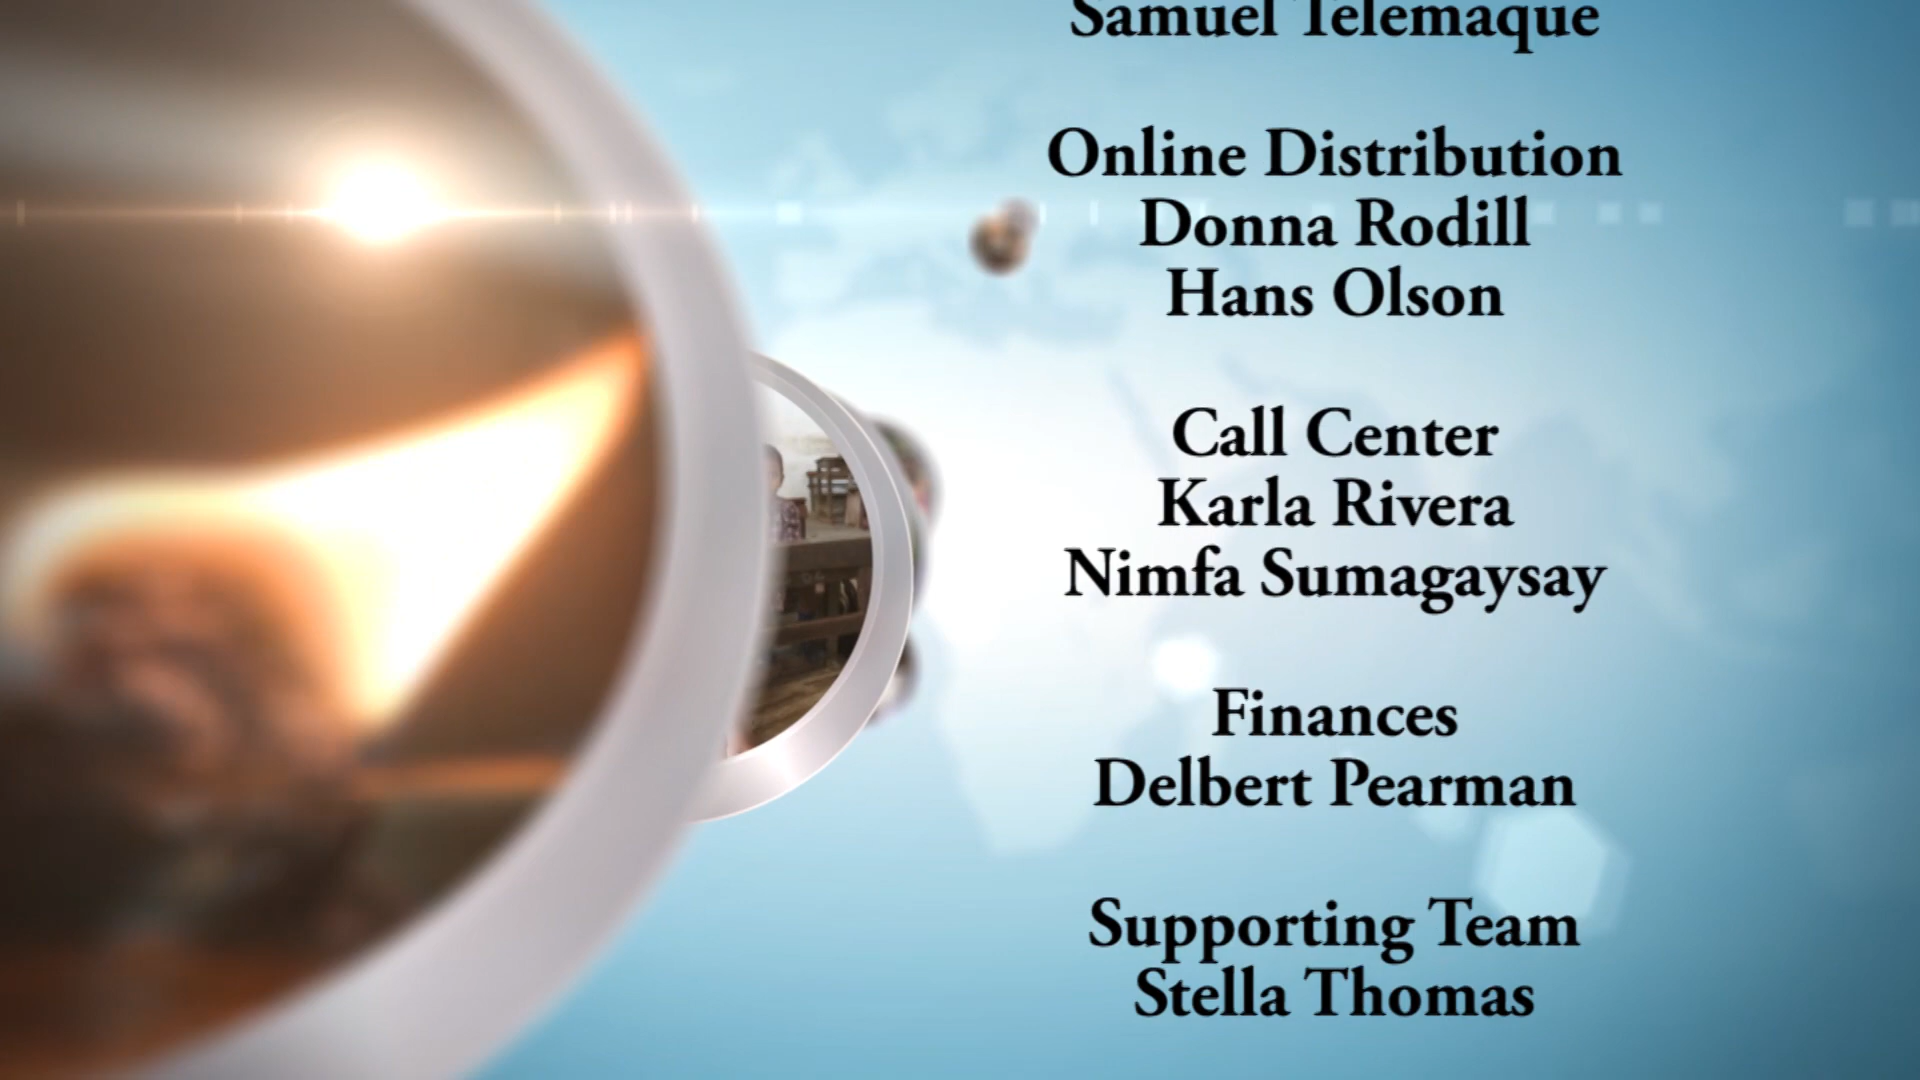 Samuel Telemaque
Online Distribution
Donna Rodill
Hans Olson
Call Center
Karla Rivera
Nimfa Sumagaysay
Finances
Delbert Pearman
Supporting Team
Stella Thomas